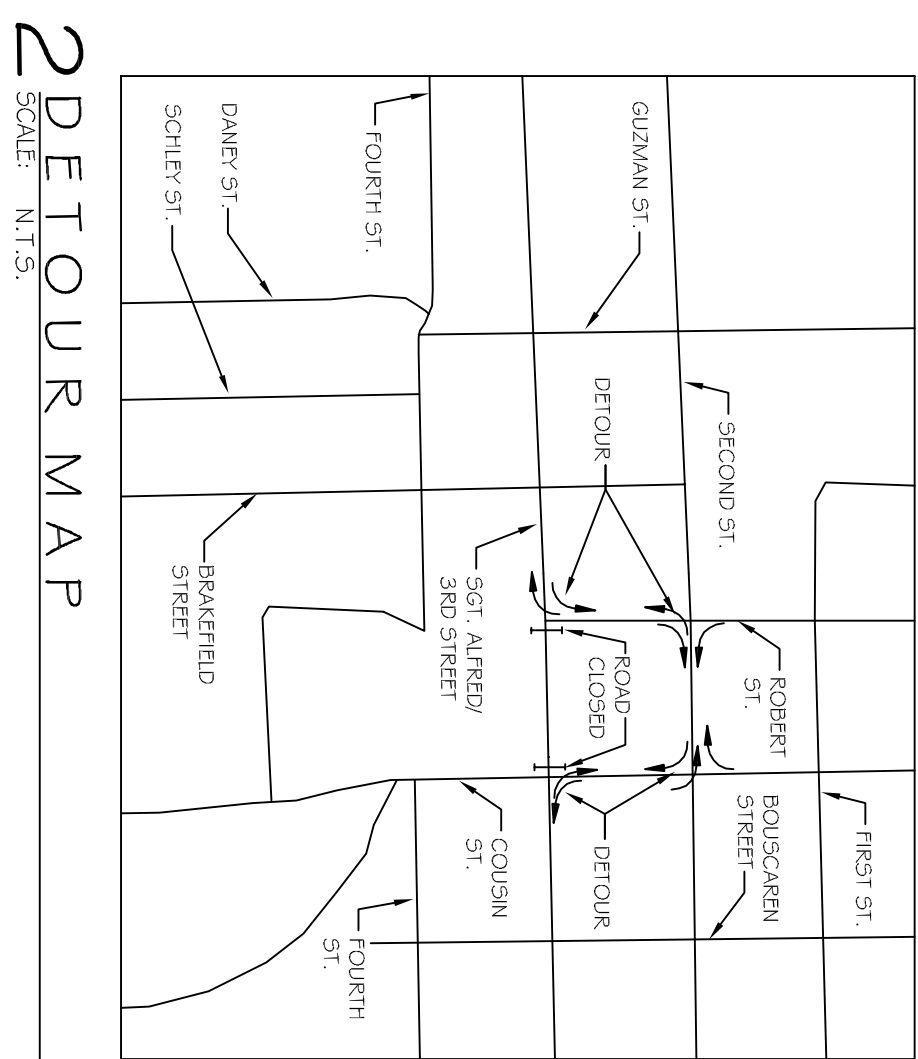 FIRST ST.
ROBERT
ST.
BOUSCAREN
STREET
SECOND ST.
GUZMAN ST.
DETOUR
ROAD
CLOSED
DETOUR
SGT. ALFRED/
3RD STREET
COUSIN
ST.
FOURTH ST.
FOURTH
ST.
DANEY ST.
BRAKEFIELD
STREET
SCHLEY ST.
2 DETOUR MAP
SCALE: N.T.S.